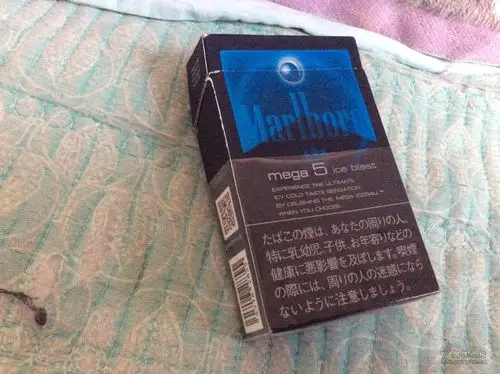 Marlboro
mega 5 ice blast
EXPERIENCE THE ULTIMATE
ICY COLD TASTE SENSATION
BY CRUSHING THE MEGA ICEBALL™
WHEN YOU CHOOSE.
たばこの煙は、あなたの周りの人、
特に乳幼児、子供、お年寄りなどの
健康に悪影響を及ぼします。喫煙
の際には、周りの人の迷惑になら
ないように注意しましょう。